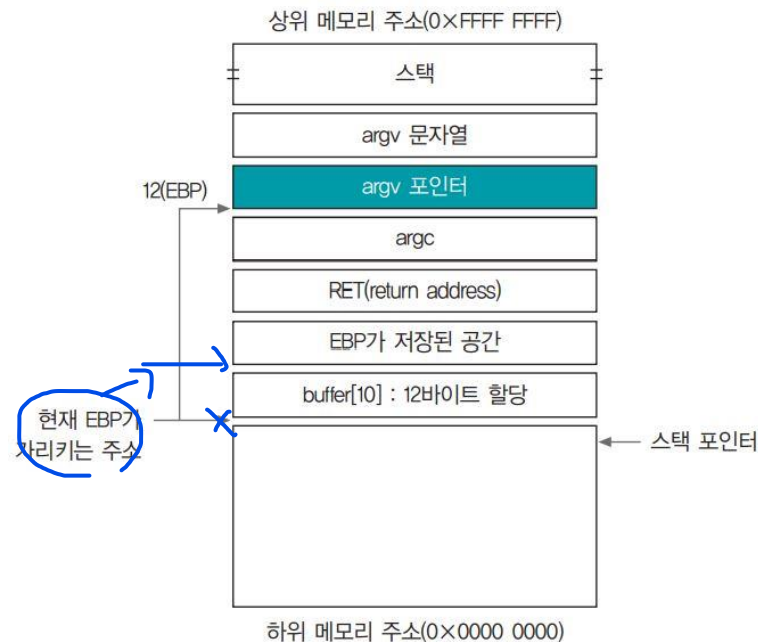 상위 메모리 주소(0×FFFF FFFF)
스택
argv 문자열
12(EBP)
argv 포인터
argc
RET(return address)
EBP가 저장된 공간
buffer[10] : 12바이트 할당
현재 EBP가
가리키는 주소
스택 포인터
하위 메모리 주소(0×0000 0000)